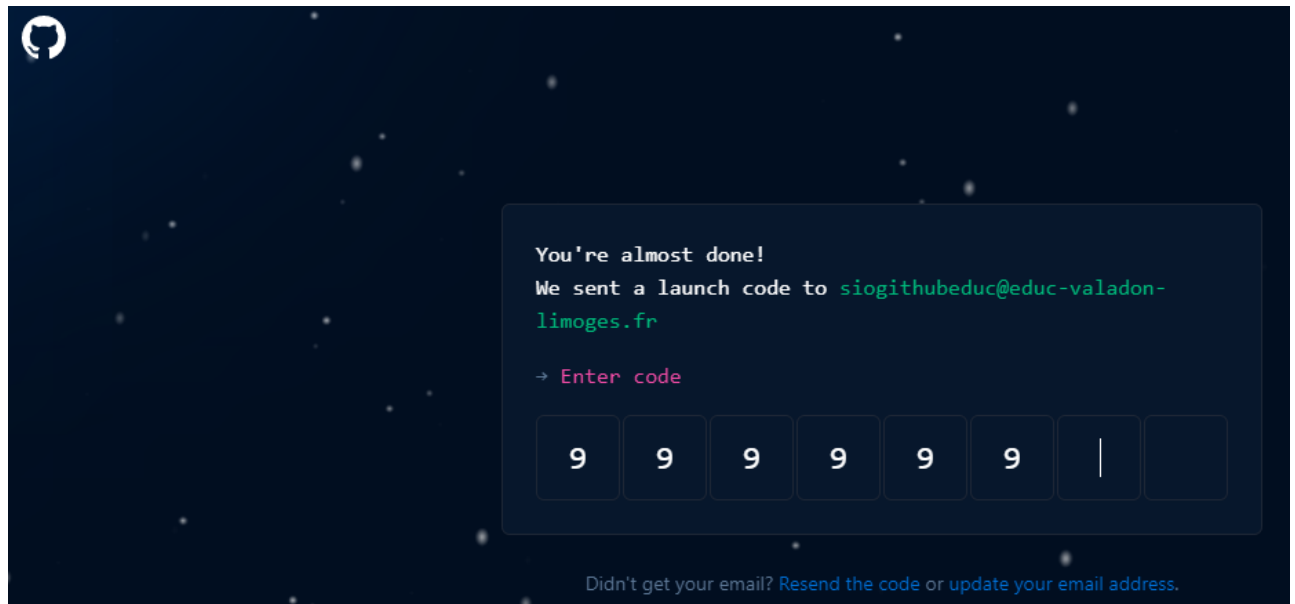 You're almost done!
We sent a launch code to siogithubeduc@educ-valadon-
limoges.fr
→ Enter code
9 9 9 9 9 9
Didn't get your email? Resend the code or update your email address.